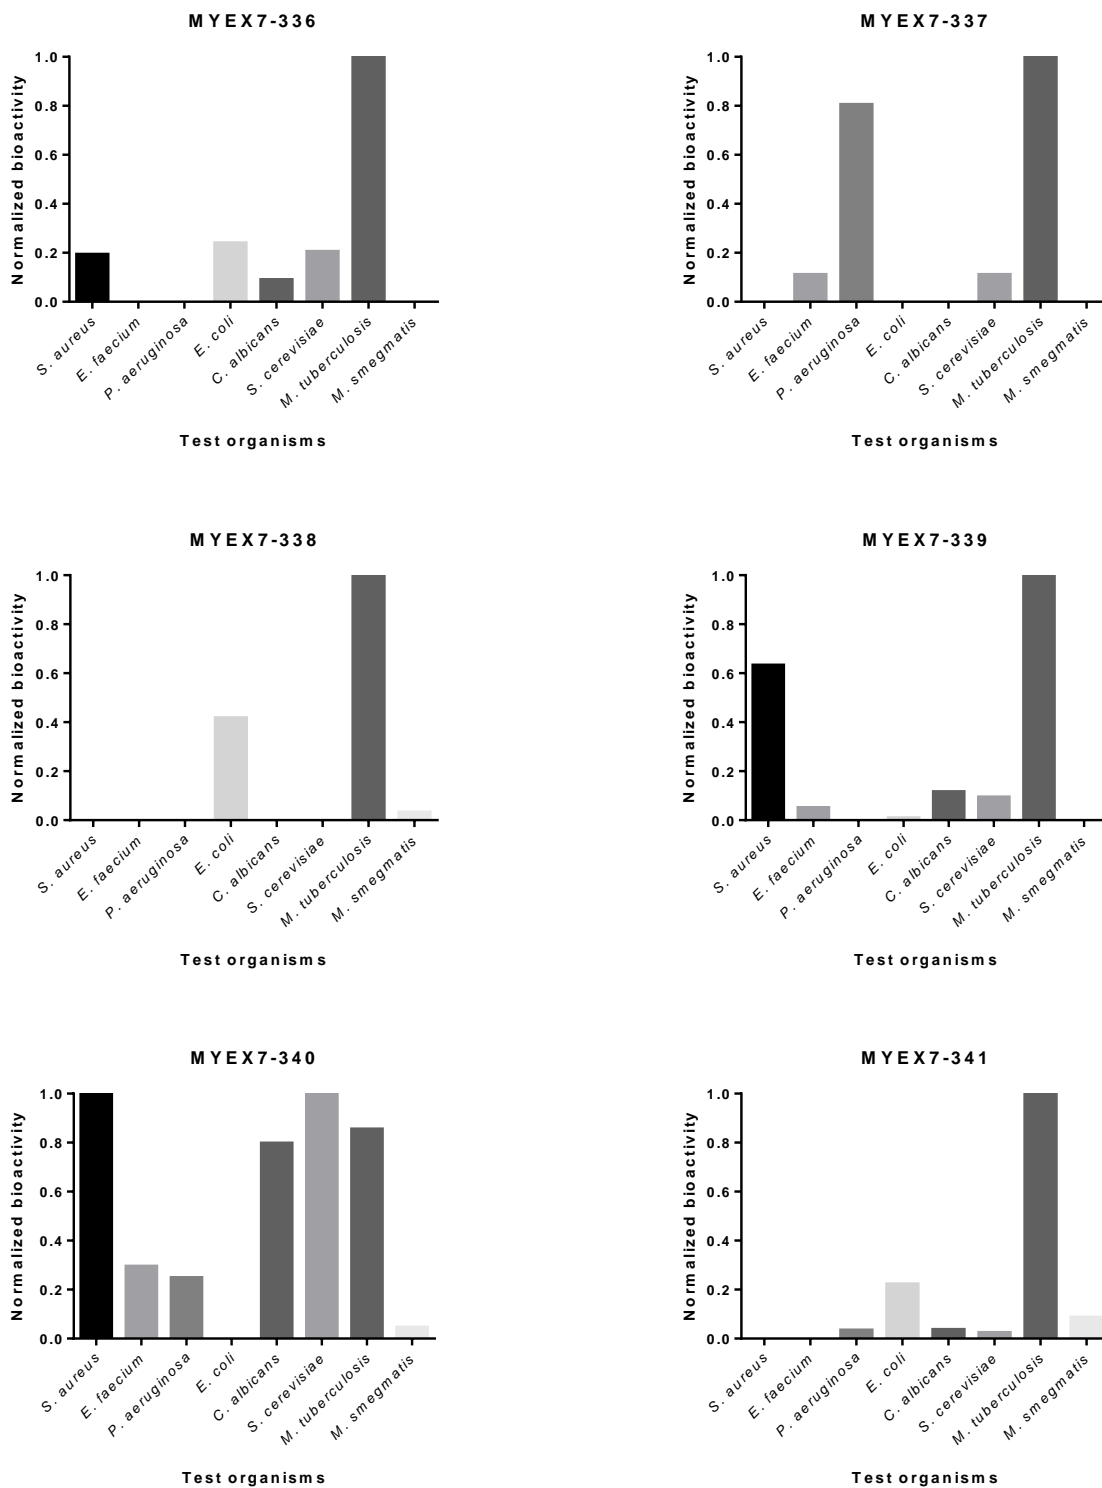 MYEX7-336
Normalized bioactivity
1.0
0.8
0.6
0.4
0.2
0.0
S. aureus
E. faecium
P. aeruginosa
E. coli
C. albicans
S. cerevisiae
M. tuberculosis
M. smegmatis
Test organisms
MYEX7-337
Normalized bioactivity
1.0
0.8
0.6
0.4
0.2
0.0
S. aureus
E. faecium
P. aeruginosa
E. coli
C. albicans
S. cerevisiae
M. tuberculosis
M. smegmatis
Test organisms
MYEX7-338
Normalized bioactivity
1.0
0.8
0.6
0.4
0.2
0.0
S. aureus
E. faecium
P. aeruginosa
E. coli
C. albicans
S. cerevisiae
M. tuberculosis
M. smegmatis
Test organisms
MYEX7-339
Normalized bioactivity
1.0
0.8
0.6
0.4
0.2
0.0
S. aureus
E. faecium
P. aeruginosa
E. coli
C. albicans
S. cerevisiae
M. tuberculosis
M. smegmatis
Test organisms
MYEX7-340
Normalized bioactivity
1.0
0.8
0.6
0.4
0.2
0.0
S. aureus
E. faecium
P. aeruginosa
E. coli
C. albicans
S. cerevisiae
M. tuberculosis
M. smegmatis
Test organisms
MYEX7-341
Normalized bioactivity
1.0
0.8
0.6
0.4
0.2
0.0
S. aureus
E. faecium
P. aeruginosa
E. coli
C. albicans
S. cerevisiae
M. tuberculosis
M. smegmatis
Test organisms